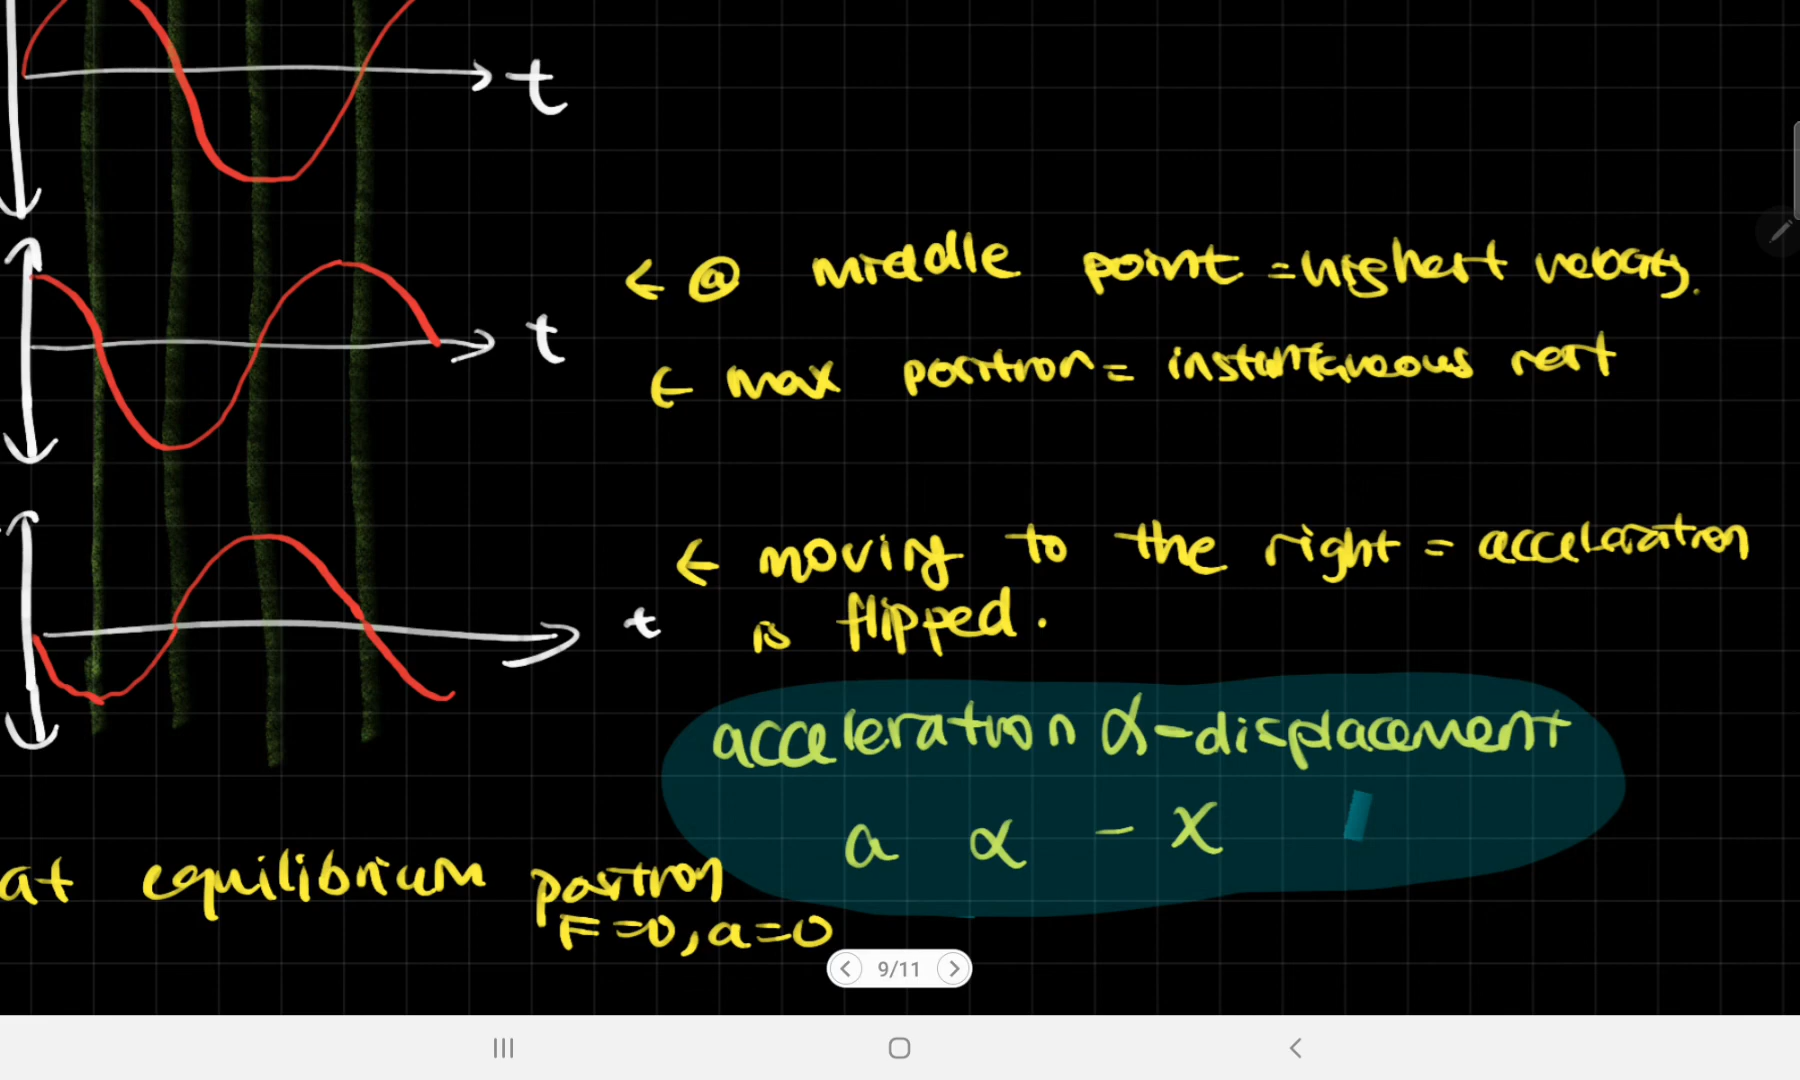 t
← @ middle point = highest velocity.
t
← max position = instantaneous rest
← moving to the right = acceleration
t
is flipped.
acceleration ∝ -displacement
a ∝ - x
at equilibrium position
F=0, a=0
9/11